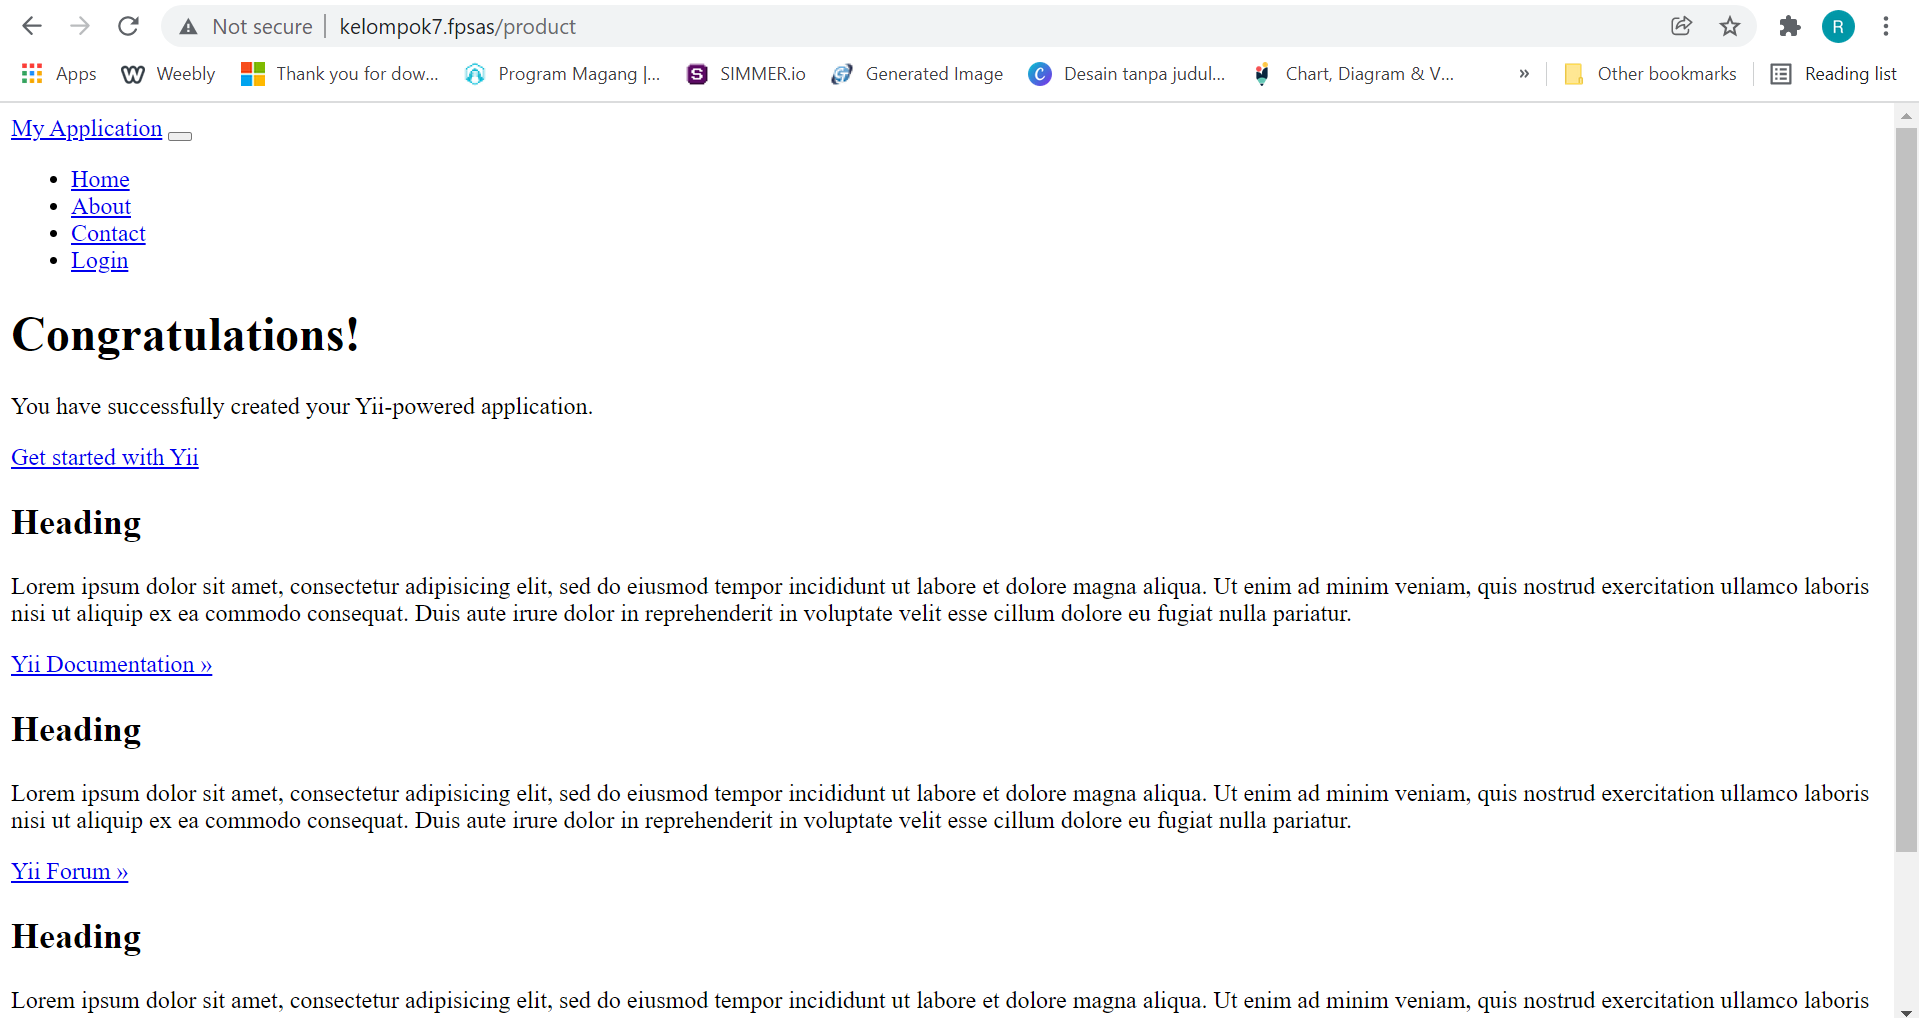 Not secure | kelompok7.fpsas/product
R
Apps Weebly Thank you for dow... Program Magang |... SIMMER.io Generated Image Desain tanpa judul... Chart, Diagram & V... » Other bookmarks Reading list
My Application
Home
About
Contact
Login
Congratulations!
You have successfully created your Yii-powered application.
Get started with Yii
Heading
Lorem ipsum dolor sit amet, consectetur adipisicing elit, sed do eiusmod tempor incididunt ut labore et dolore magna aliqua. Ut enim ad minim veniam, quis nostrud exercitation ullamco laboris
nisi ut aliquip ex ea commodo consequat. Duis aute irure dolor in reprehenderit in voluptate velit esse cillum dolore eu fugiat nulla pariatur.
Yii Documentation »
Heading
Lorem ipsum dolor sit amet, consectetur adipisicing elit, sed do eiusmod tempor incididunt ut labore et dolore magna aliqua. Ut enim ad minim veniam, quis nostrud exercitation ullamco laboris
nisi ut aliquip ex ea commodo consequat. Duis aute irure dolor in reprehenderit in voluptate velit esse cillum dolore eu fugiat nulla pariatur.
Yii Forum »
Heading
Lorem ipsum dolor sit amet, consectetur adipisicing elit, sed do eiusmod tempor incididunt ut labore et dolore magna aliqua. Ut enim ad minim veniam, quis nostrud exercitation ullamco laboris